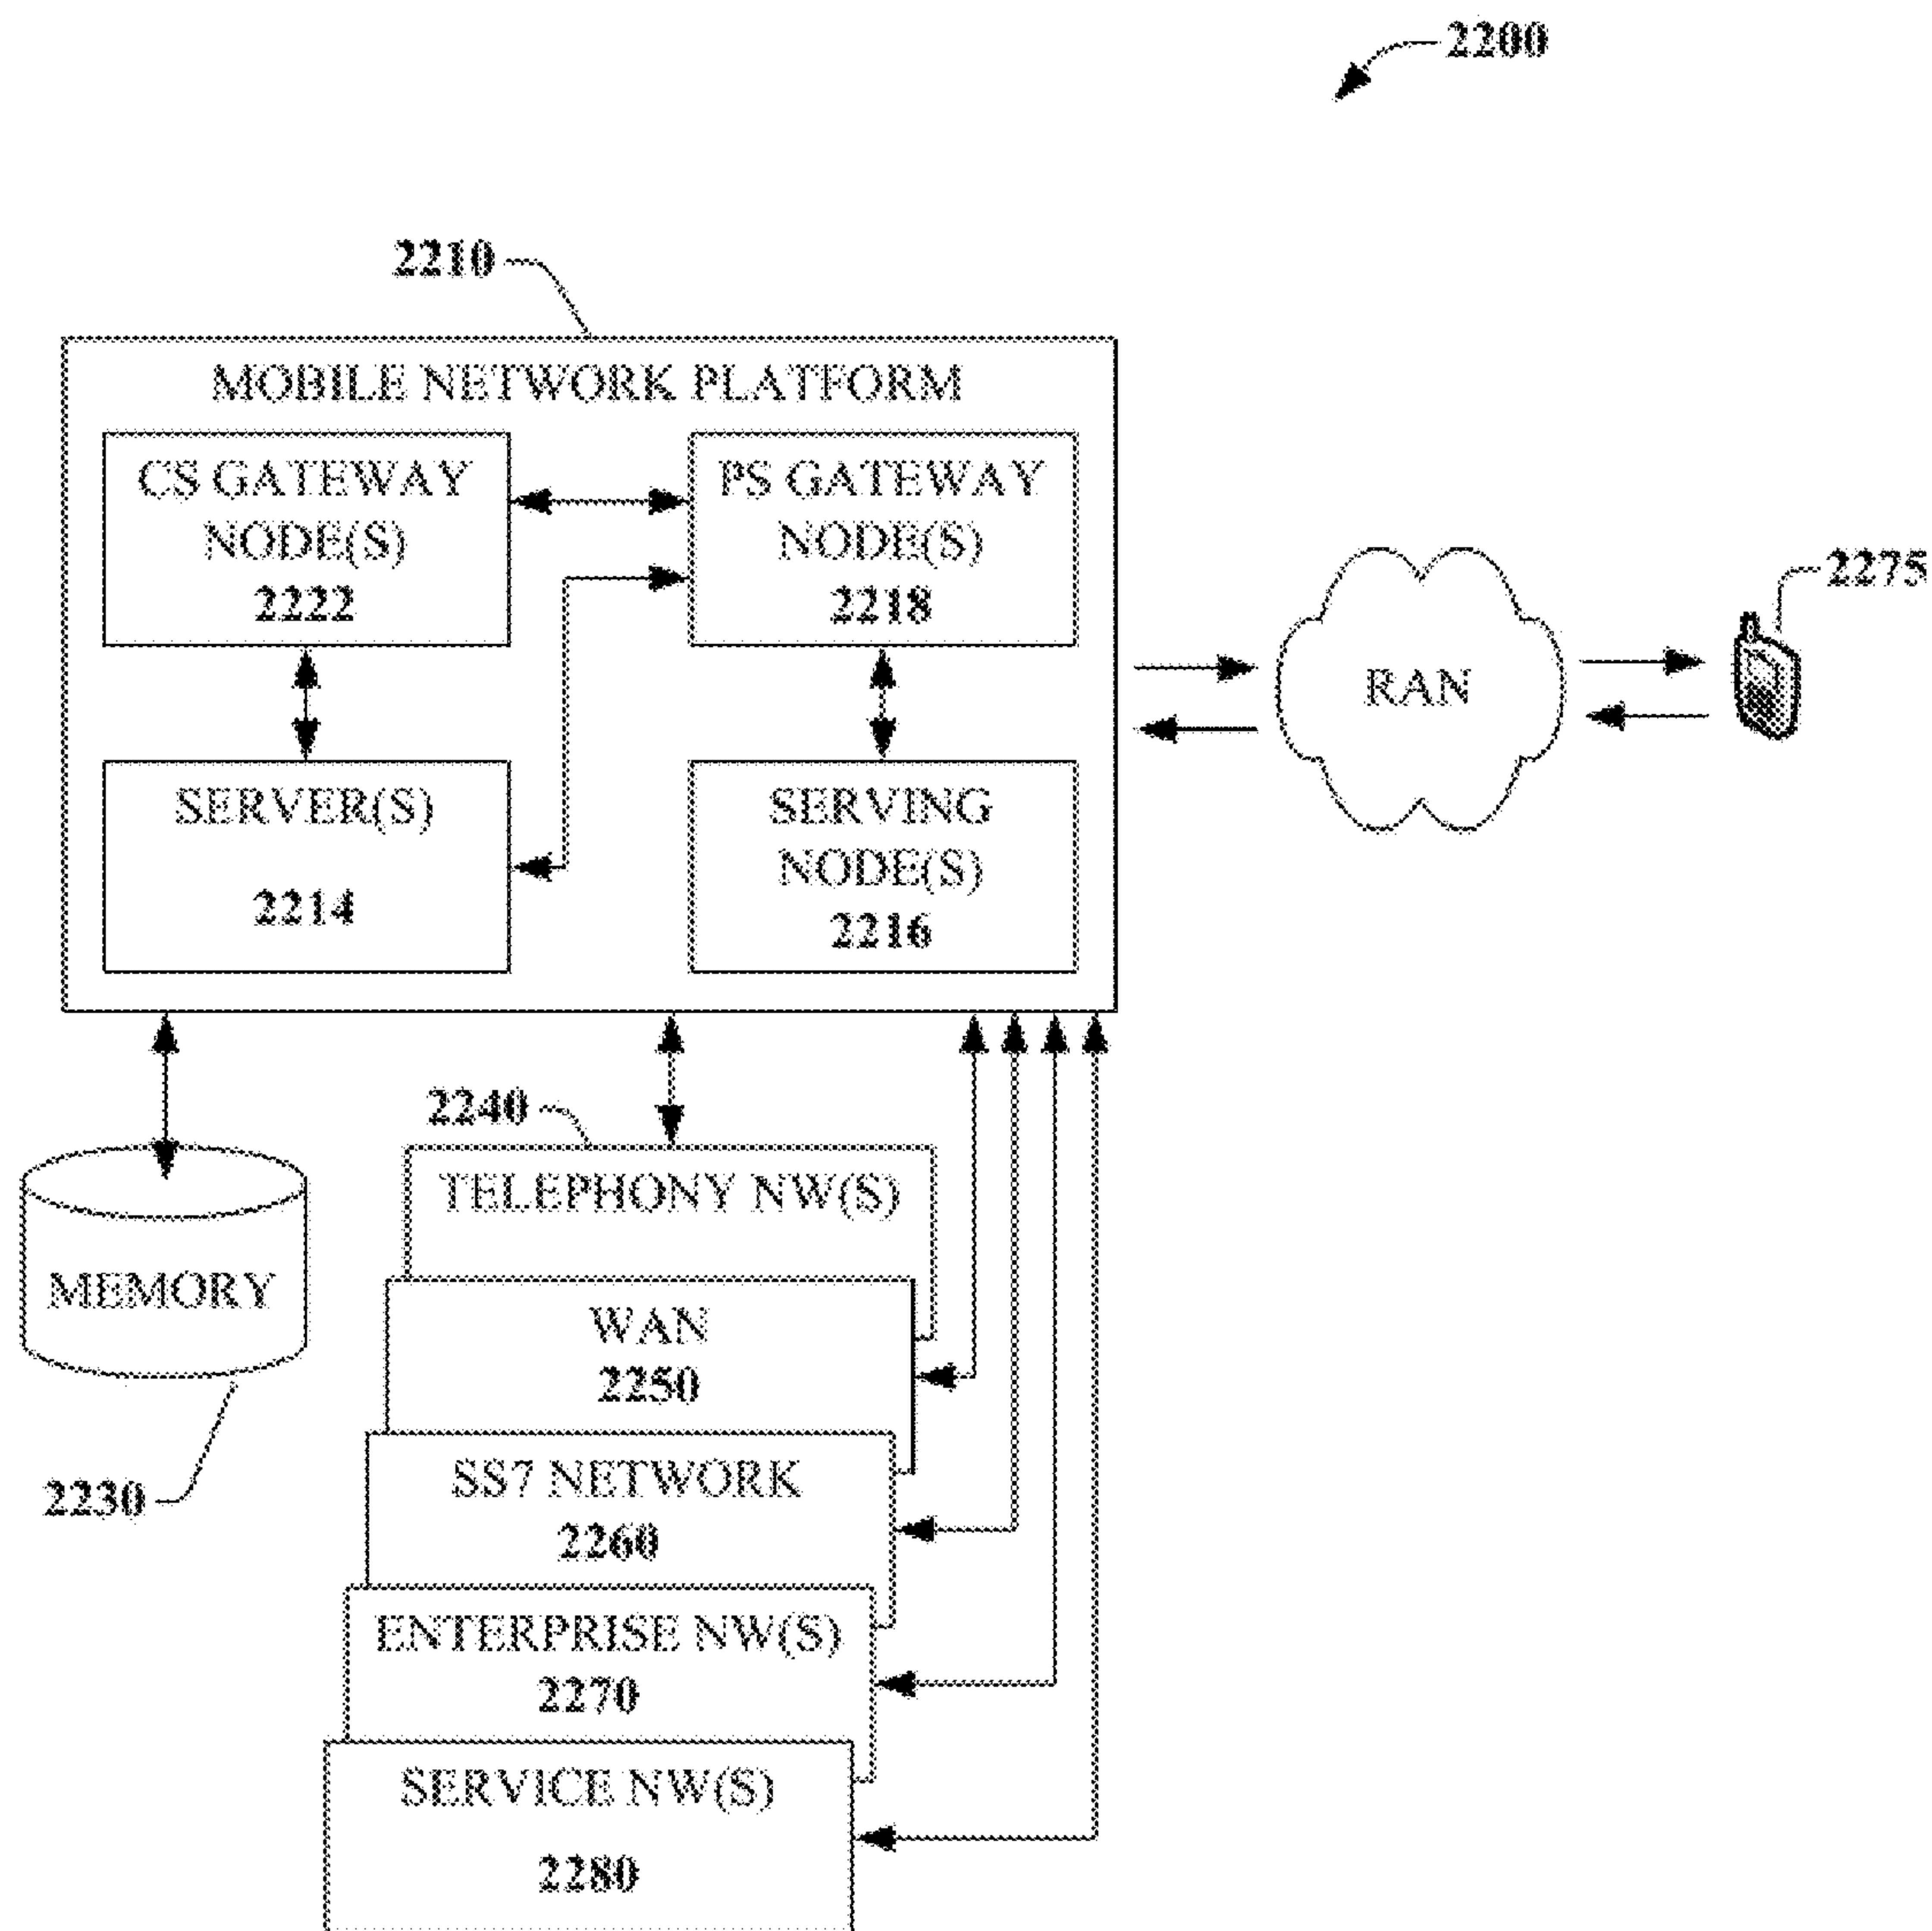 2200
2210
MOBILE NETWORK PLATFORM
CS GATEWAY
NODE(S)
2222
PS GATEWAY
NODE(S)
2218
SERVER(S)
2214
SERVING
NODE(S)
2216
RAN
2275
2240
TELEPHONY NW(S)
MEMORY
2230
WAN
2250
SS7 NETWORK
2260
ENTERPRISE NW(S)
2270
SERVICE NW(S)
2280